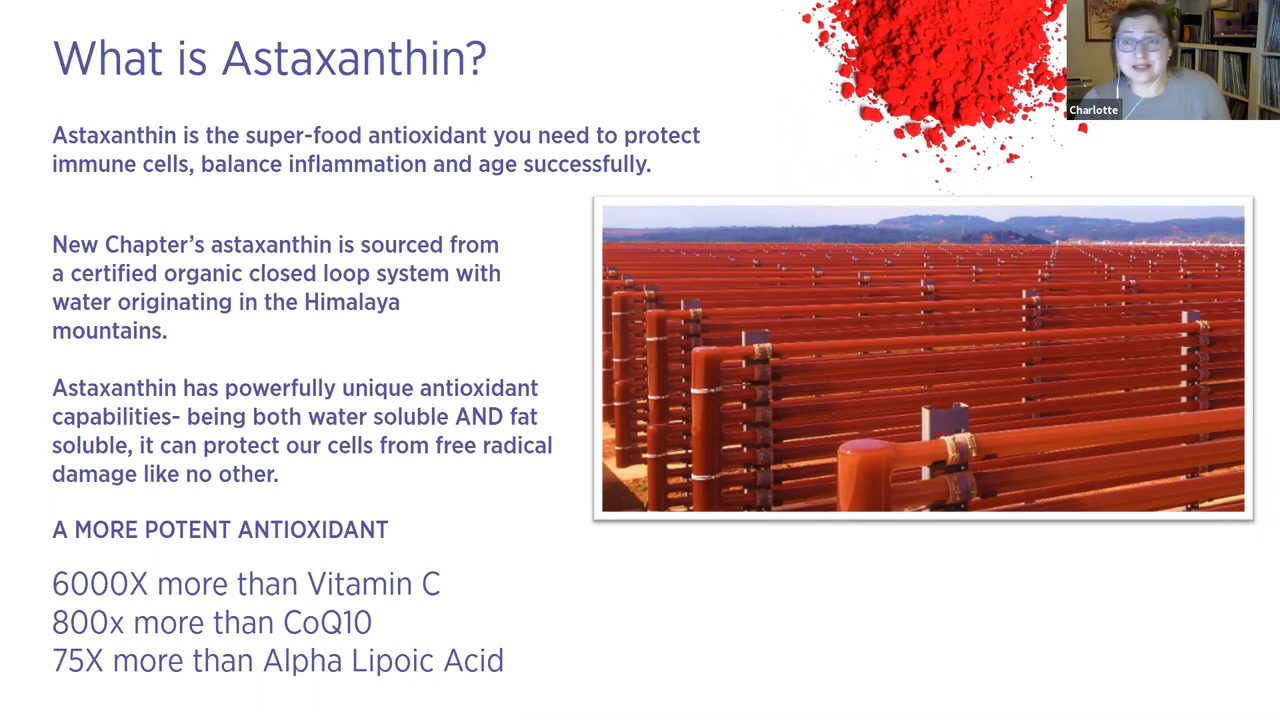 What is Astaxanthin?
Charlotte
Astaxanthin is the super-food antioxidant you need to protect
immune cells, balance inflammation and age successfully.
New Chapter’s astaxanthin is sourced from
a certified organic closed loop system with
water originating in the Himalaya
mountains.
Astaxanthin has powerfully unique antioxidant
capabilities- being both water soluble AND fat
soluble, it can protect our cells from free radical
damage like no other.
A MORE POTENT ANTIOXIDANT
6000X more than Vitamin C
800x more than CoQ10
75X more than Alpha Lipoic Acid